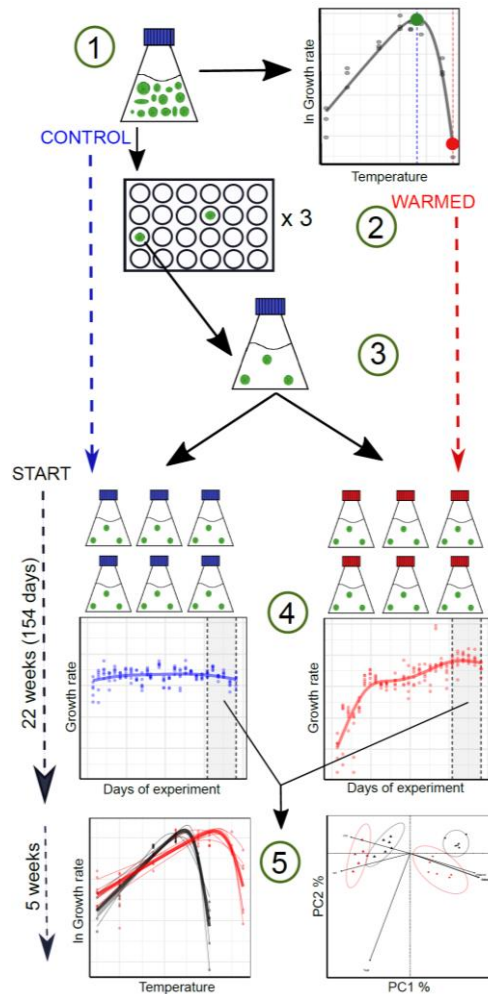 1
ln Growth rate
Temperature
CONTROL
WARMED
x 3
2
3
START
22 weeks (154 days)
4
Growth rate
Days of experiment
Growth rate
Days of experiment
5 weeks
5
ln Growth rate
Temperature
PC2 %
PC1 %